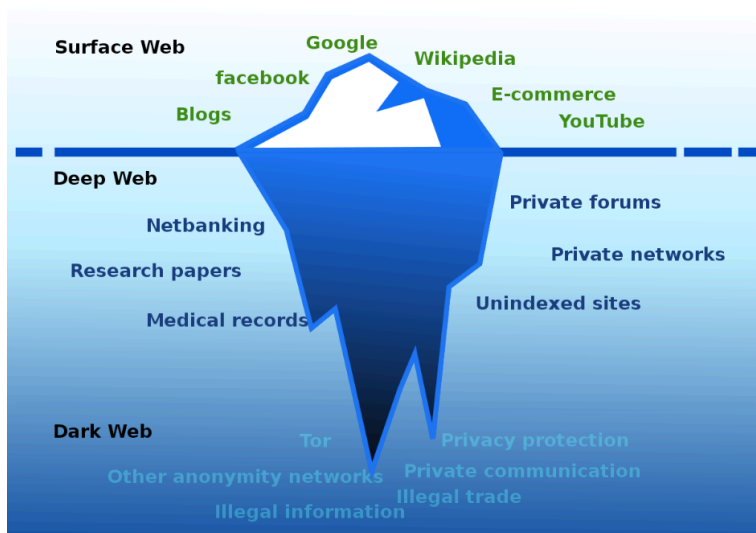 Surface Web
Google
Wikipedia
facebook
E-commerce
Blogs
YouTube
Deep Web
Private forums
Netbanking
Private networks
Research papers
Unindexed sites
Medical records
Dark Web
Tor
Privacy protection
Other anonymity networks
Private communication
Illegal trade
Illegal information